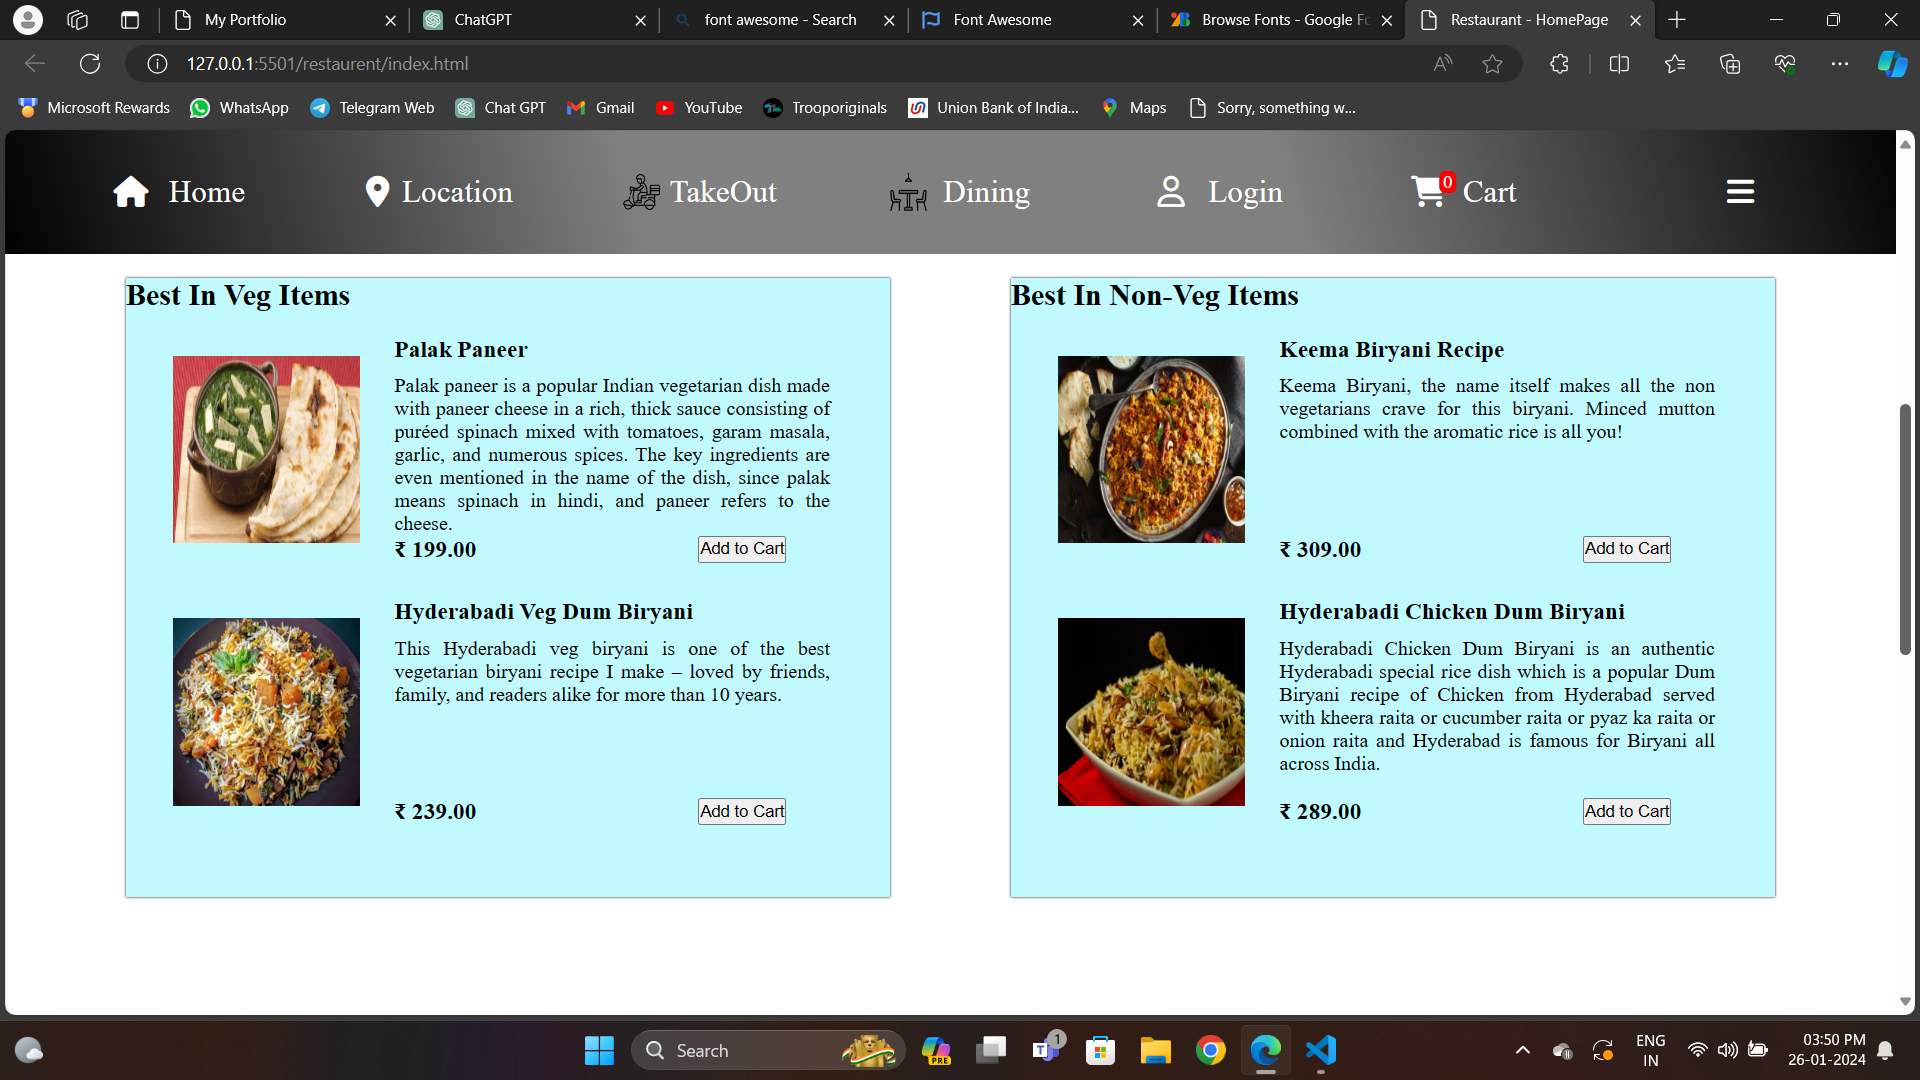 My Portfolio
ChatGPT
font awesome - Search
Font Awesome
Browse Fonts - Google Fo
Restaurant - HomePage
127.0.0.1:5501/restaurent/index.html
Microsoft Rewards
WhatsApp
Telegram Web
Chat GPT
Gmail
YouTube
Trooporiginals
Union Bank of India...
Maps
Sorry, something w...
Home
Location
TakeOut
Dining
Login
0
Cart
Best In Veg Items
Palak Paneer
Palak paneer is a popular Indian vegetarian dish made
with paneer cheese in a rich, thick sauce consisting of
puréed spinach mixed with tomatoes, garam masala,
garlic, and numerous spices. The key ingredients are
even mentioned in the name of the dish, since palak
means spinach in hindi, and paneer refers to the
cheese.
₹ 199.00
Add to Cart
Hyderabadi Veg Dum Biryani
This Hyderabadi veg biryani is one of the best
vegetarian biryani recipe I make – loved by friends,
family, and readers alike for more than 10 years.
₹ 239.00
Add to Cart
Best In Non-Veg Items
Keema Biryani Recipe
Keema Biryani, the name itself makes all the non
vegetarians crave for this biryani. Minced mutton
combined with the aromatic rice is all you!
₹ 309.00
Add to Cart
Hyderabadi Chicken Dum Biryani
Hyderabadi Chicken Dum Biryani is an authentic
Hyderabadi special rice dish which is a popular Dum
Biryani recipe of Chicken from Hyderabad served
with kheera raita or cucumber raita or pyaz ka raita or
onion raita and Hyderabad is famous for Biryani all
across India.
₹ 289.00
Add to Cart
Search
PRE
1
ENG
IN
03:50 PM
26-01-2024